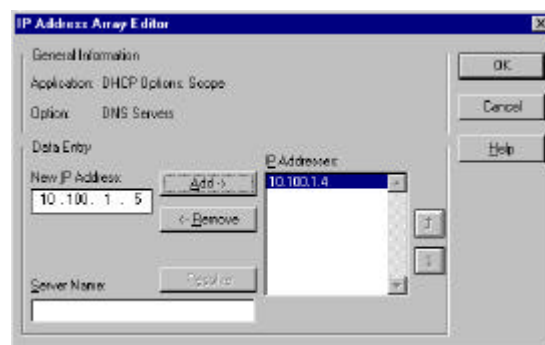 IP Address Array Editor
General Information
Application: DHCP Options: Scope
Option: DNS Servers
OK
Cancel
Help
Data Entry
New IP Address:
10 .100. 1 . 5
Add ->
<- Remove
IP Addresses:
10.100.1.4
Resolve
Server Name: